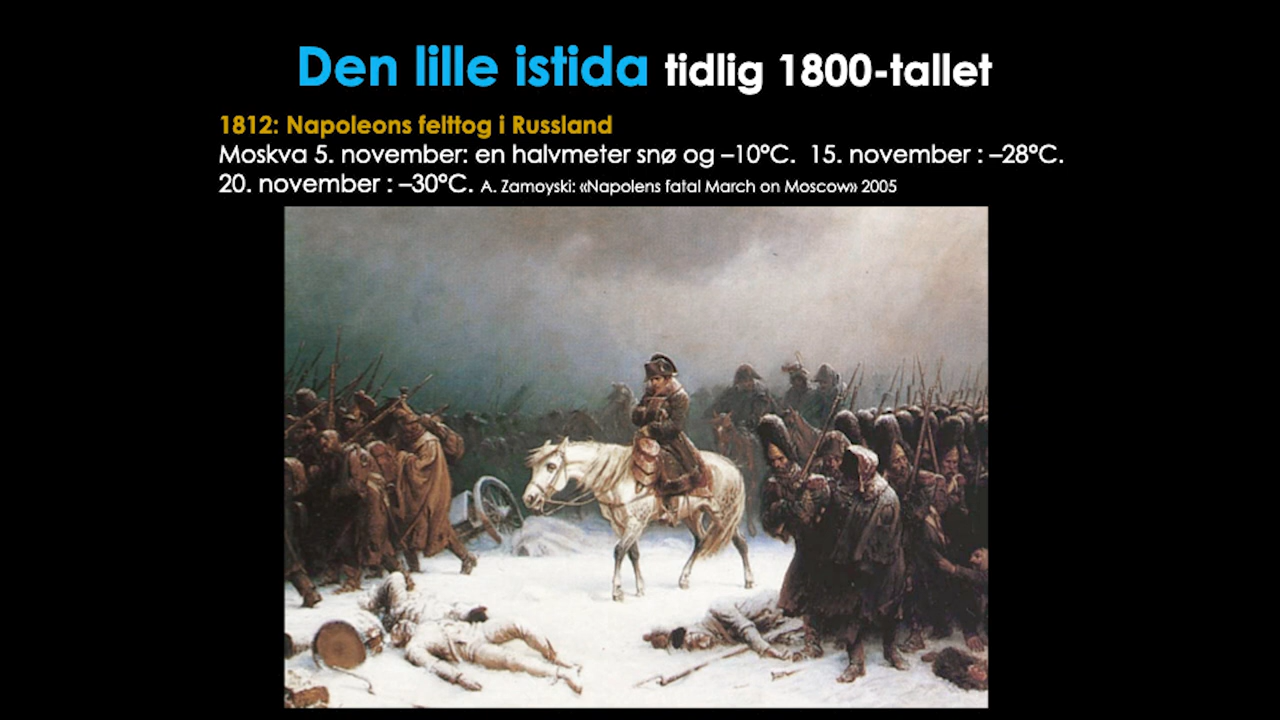 Den lille istida tidlig 1800-tallet
1812: Napoleons felttog i Russland
Moskva 5. november: en halvmeter snø og –10°C.  15. november : –28°C.
20. november : –30°C. A. Zamoyski: «Napolens fatal March on Moscow» 2005